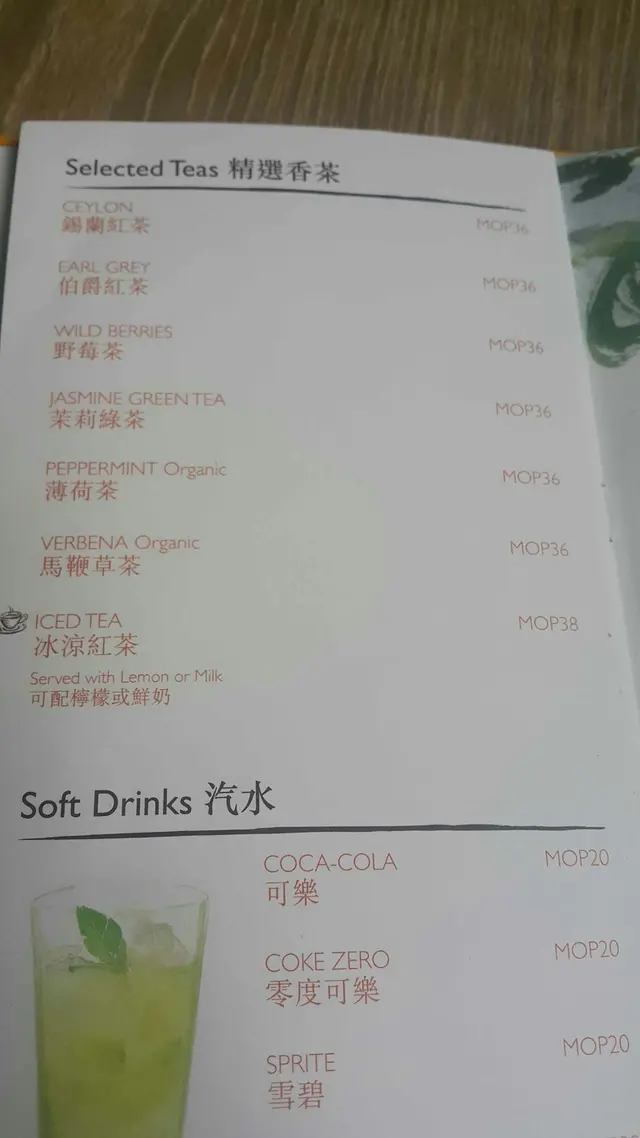 Selected Teas 精選香茶
CEYLON MOP36
錫蘭紅茶
EARL GREY MOP36
伯爵紅茶
WILD BERRIES MOP36
野莓茶
JASMINE GREEN TEA MOP36
茉莉綠茶
PEPPERMINT Organic MOP36
薄荷茶
VERBENA Organic MOP36
馬鞭草茶
ICED TEA MOP38
冰涼紅茶
Served with Lemon or Milk
可配檸檬或鮮奶
Soft Drinks 汽水
COCA-COLA MOP20
可樂
COKE ZERO MOP20
零度可樂
SPRITE MOP20
雪碧